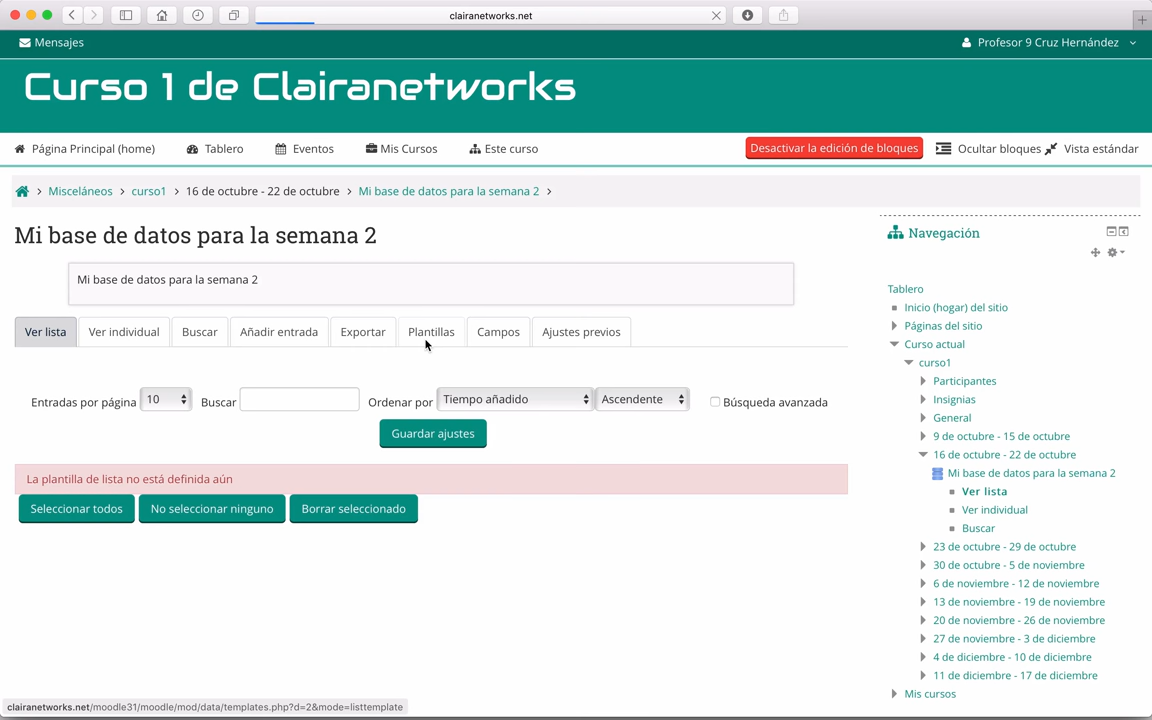 clairanetworks.net
Mensajes
Profesor 9 Cruz Hernández
Curso 1 de Clairanetworks
Página Principal (home) Tablero Eventos Mis Cursos Este curso Desactivar la edición de bloques Ocultar bloques Vista estándar
Misceláneos curso1 16 de octubre - 22 de octubre Mi base de datos para la semana 2
Mi base de datos para la semana 2
Mi base de datos para la semana 2
Ver lista Ver individual Buscar Añadir entrada Exportar Plantillas Campos Ajustes previos
Entradas por página 10 Buscar Ordenar por Tiempo añadido Ascendente Búsqueda avanzada
Guardar ajustes
La plantilla de lista no está definida aún
Seleccionar todos No seleccionar ninguno Borrar seleccionado
Navegación
Tablero
Inicio (hogar) del sitio
Páginas del sitio
Curso actual
curso1
Participantes
Insignias
General
9 de octubre - 15 de octubre
16 de octubre - 22 de octubre
Mi base de datos para la semana 2
Ver lista
Ver individual
Buscar
23 de octubre - 29 de octubre
30 de octubre - 5 de noviembre
6 de noviembre - 12 de noviembre
13 de noviembre - 19 de noviembre
20 de noviembre - 26 de noviembre
27 de noviembre - 3 de diciembre
4 de diciembre - 10 de diciembre
11 de diciembre - 17 de diciembre
Mis cursos
clairanetworks.net/moodle31/moodle/mod/data/templates.php?d=2&mode=listtemplate